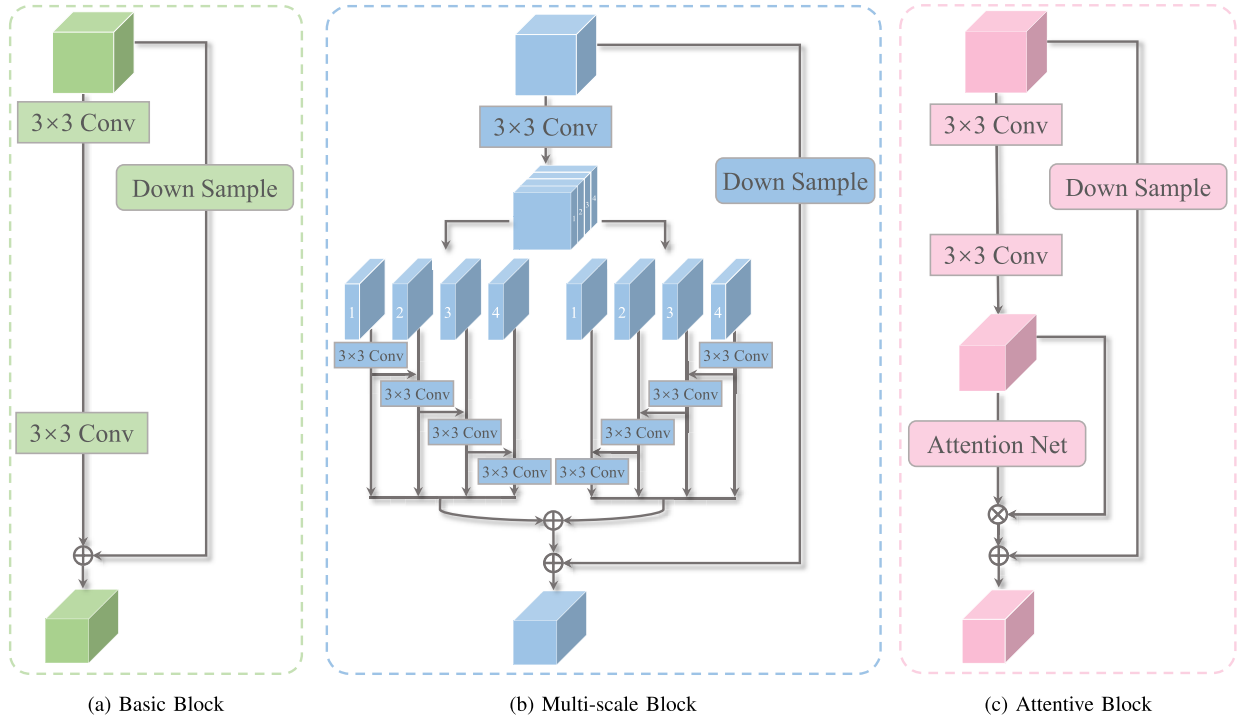 3×3 Conv
Down Sample
3×3 Conv
(a) Basic Block
3×3 Conv
Down Sample
1 2 3 4
1 2 3 4
1 2 3 4
3×3 Conv
3×3 Conv
3×3 Conv
3×3 Conv
3×3 Conv
3×3 Conv
3×3 Conv
3×3 Conv
(b) Multi-scale Block
3×3 Conv
Down Sample
3×3 Conv
Attention Net
(c) Attentive Block